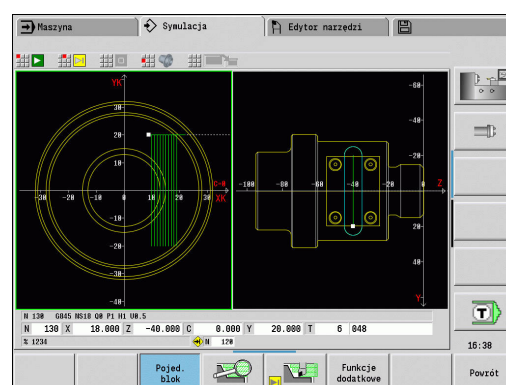 Maszyna Symulacja Edytor narzędzi
YK
30
20
10
-30 -20 -10 0 10 20 30 XK
C-0
-10
-20
-30
-40
-60
-40
-20
-100 -80 -60 -40 -20 0 Z
20
40
Y
N 130 G845 NS18 Q0 P1 H1 U0.5
N 130 X 18.000 Z -40.000 C 0.000 Y 20.000 T 6 048
% 1234 N 120
T
16:38
Pojed. blok
Funkcje dodatkowe
Powrót